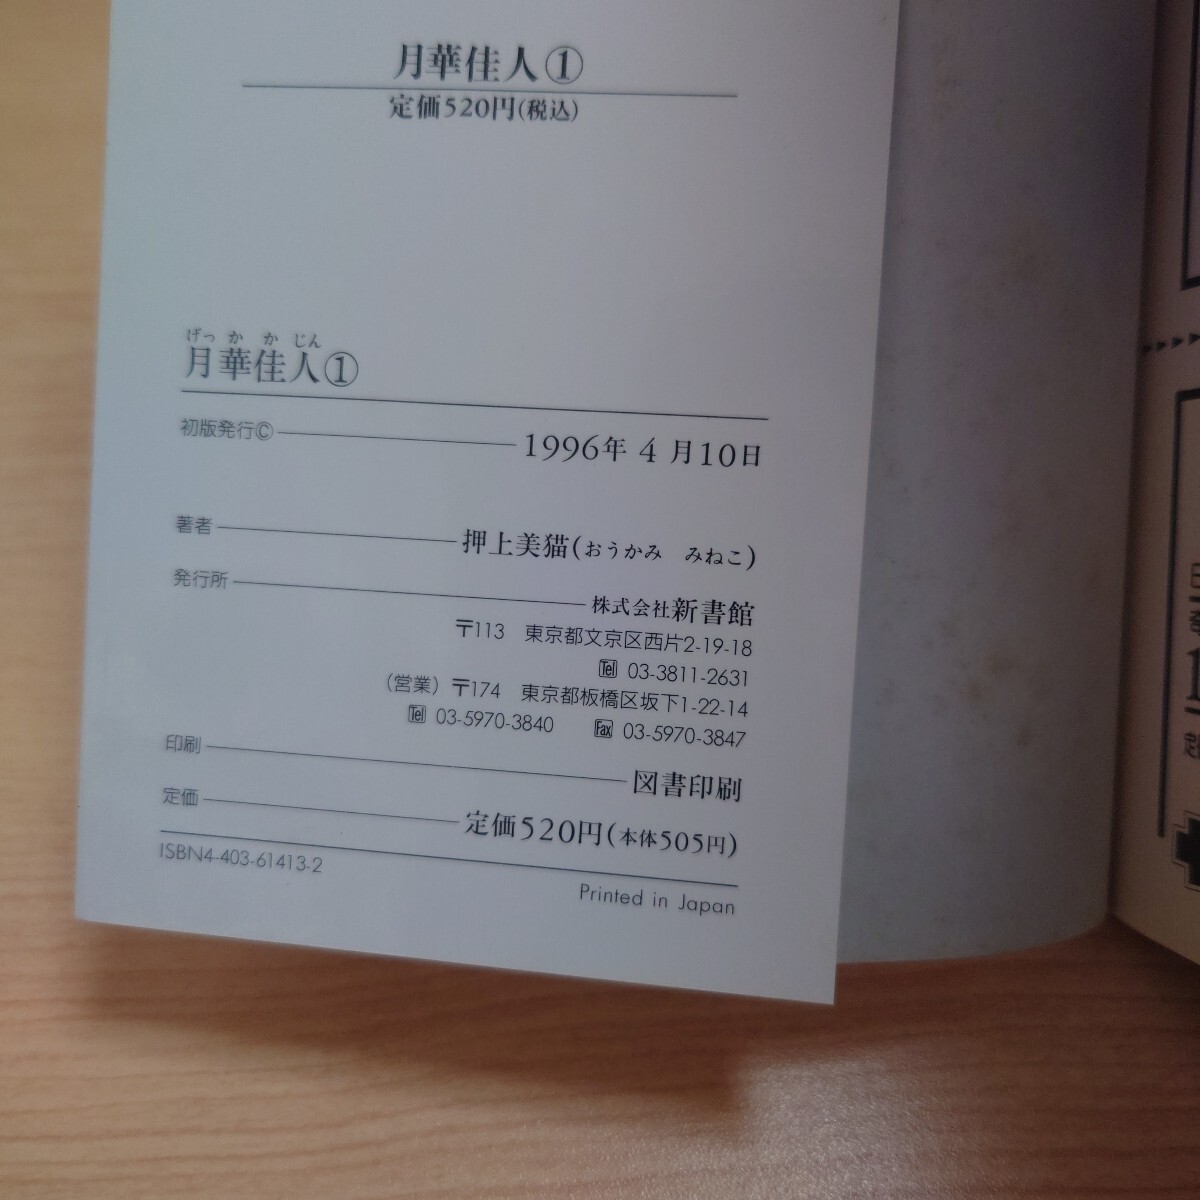 月華佳人①
定価520円(税込)
げっ か か じん
月華佳人①
初版発行© 1996年 4 月10日
著者 押上美猫(おうかみ みねこ)
発行所 株式会社新書館
〒113 東京都文京区西片2-19-18
Tel 03-3811-2631
(営業) 〒174 東京都板橋区坂下1-22-14
Tel 03-5970-3840 Fax 03-5970-3847
印刷 図書印刷
定価 定価520円(本体505円)
ISBN4-403-61413-2
Printed in Japan